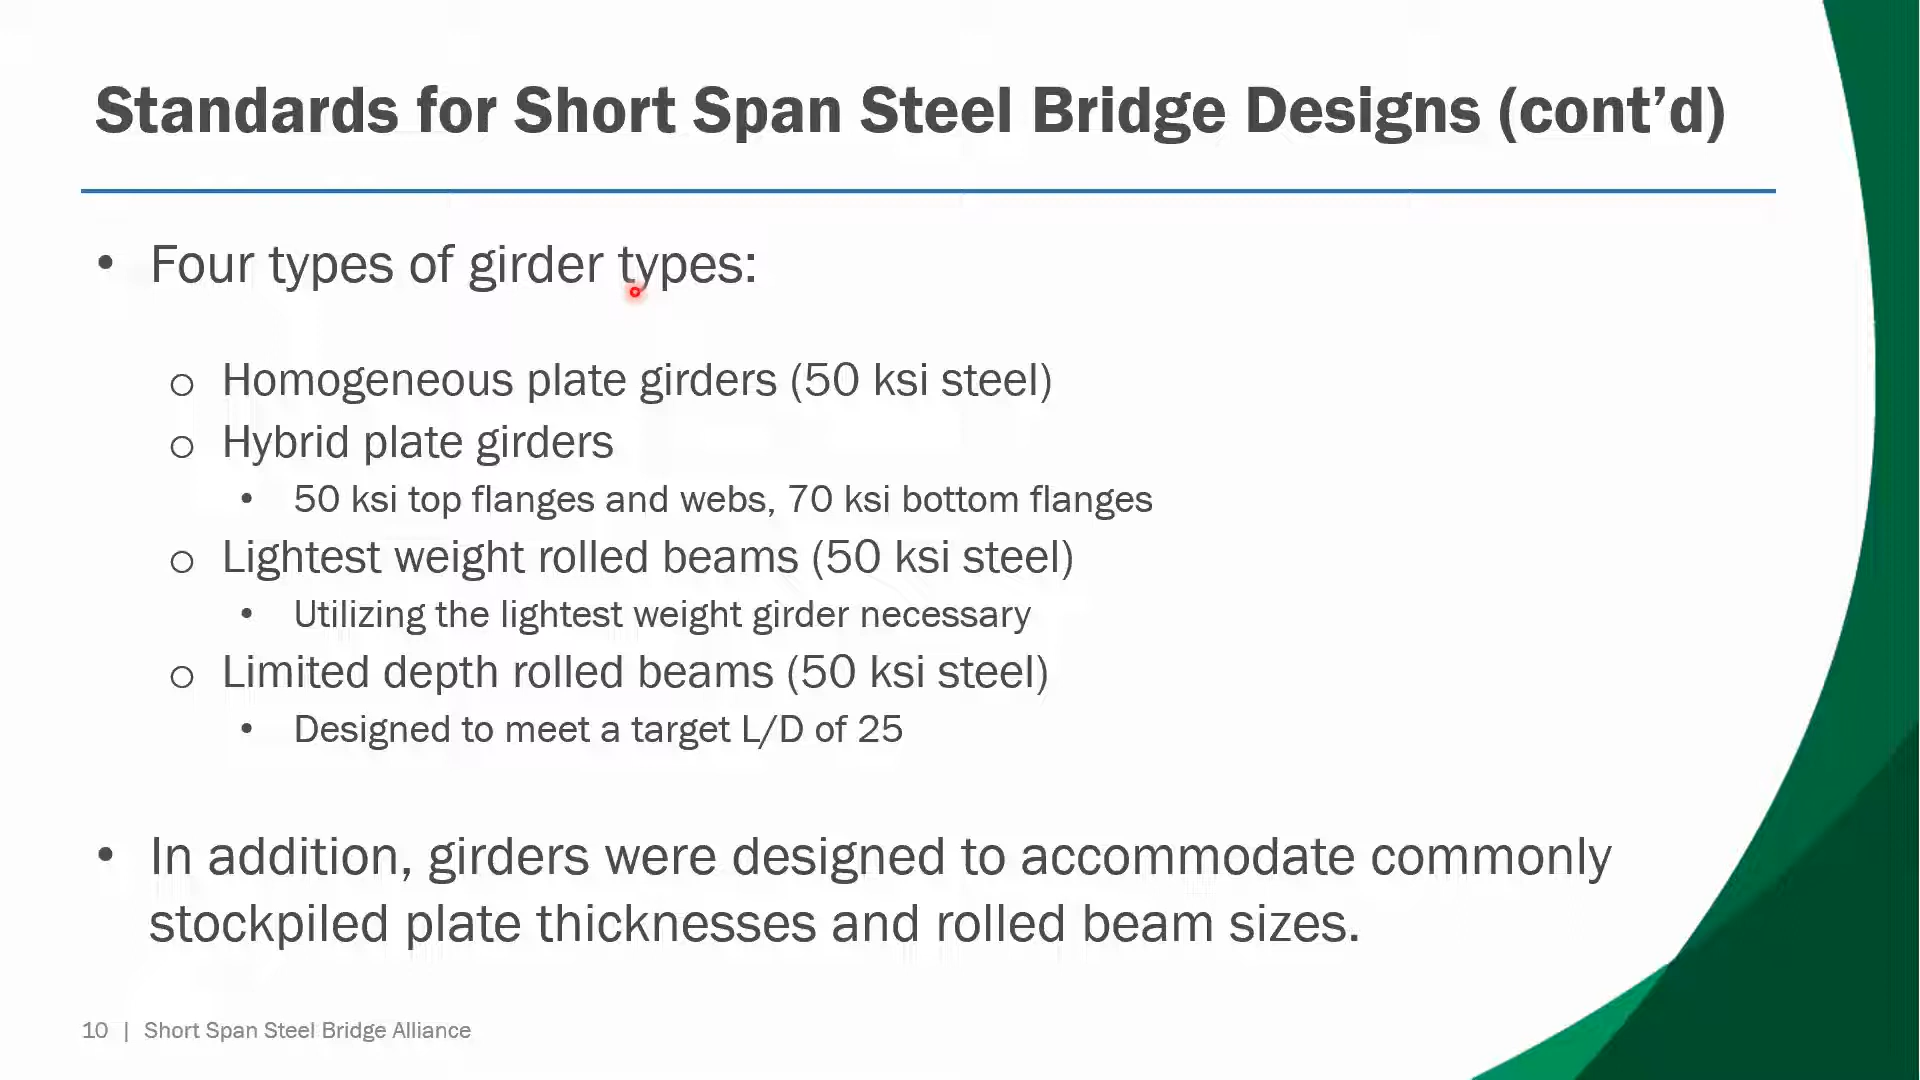 Standards for Short Span Steel Bridge Designs (cont’d)
• Four types of girder types:
o Homogeneous plate girders (50 ksi steel)
o Hybrid plate girders
• 50 ksi top flanges and webs, 70 ksi bottom flanges
o Lightest weight rolled beams (50 ksi steel)
• Utilizing the lightest weight girder necessary
o Limited depth rolled beams (50 ksi steel)
• Designed to meet a target L/D of 25
• In addition, girders were designed to accommodate commonly
stockpiled plate thicknesses and rolled beam sizes.
10 | Short Span Steel Bridge Alliance